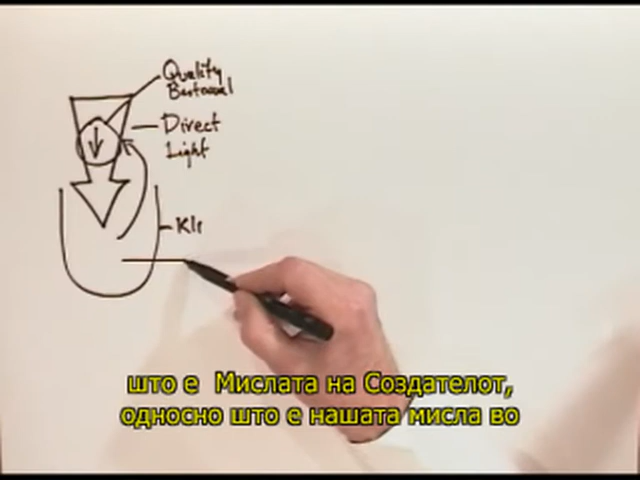 Quality
Bestowal
Direct
Light
Kli
што е Мислата на Создателот,
односно што е нашата мисла во